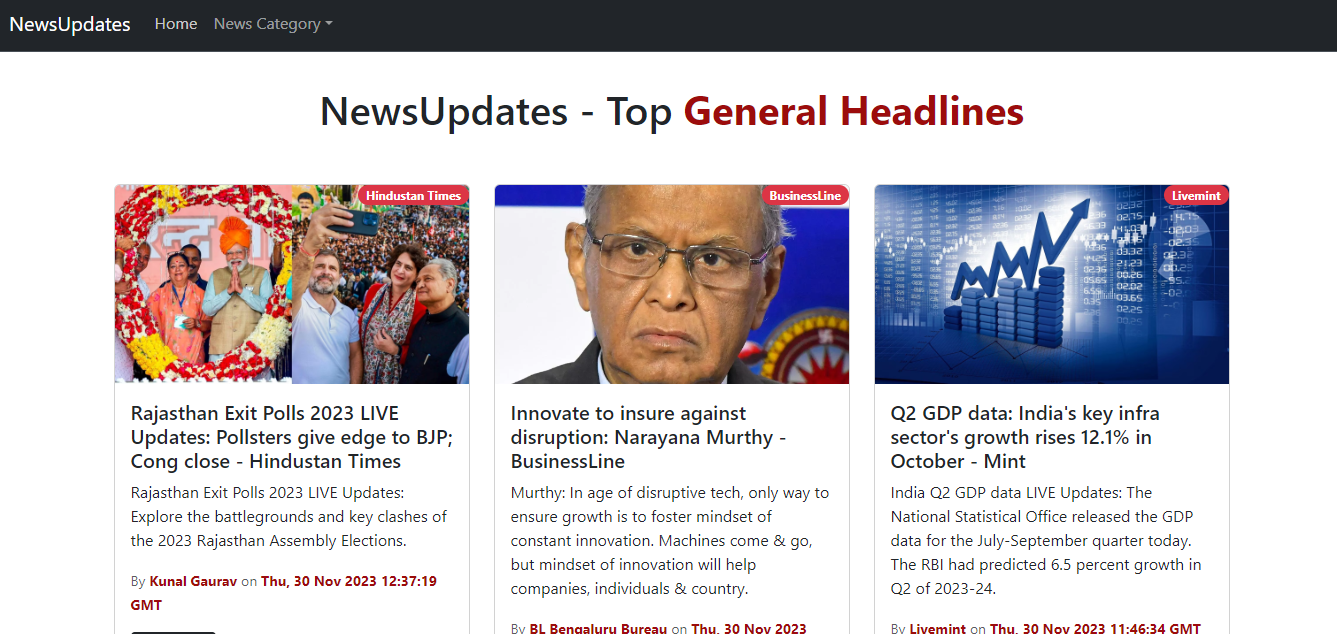 NewsUpdates Home News Category
NewsUpdates - Top General Headlines
Hindustan Times
Rajasthan Exit Polls 2023 LIVE
Updates: Pollsters give edge to BJP;
Cong close - Hindustan Times
Rajasthan Exit Polls 2023 LIVE Updates:
Explore the battlegrounds and key clashes of
the 2023 Rajasthan Assembly Elections.
By Kunal Gaurav on Thu, 30 Nov 2023 12:37:19
GMT
BusinessLine
Innovate to insure against
disruption: Narayana Murthy -
BusinessLine
Murthy: In age of disruptive tech, only way to
ensure growth is to foster mindset of
constant innovation. Machines come & go,
but mindset of innovation will help
companies, individuals & country.
By BL Bengaluru Bureau on Thu, 30 Nov 2023
Livemint
Q2 GDP data: India's key infra
sector's growth rises 12.1% in
October - Mint
India Q2 GDP data LIVE Updates: The
National Statistical Office released the GDP
data for the July-September quarter today.
The RBI had predicted 6.5 percent growth in
Q2 of 2023-24.
By Livemint on Thu, 30 Nov 2023 11:46:34 GMT